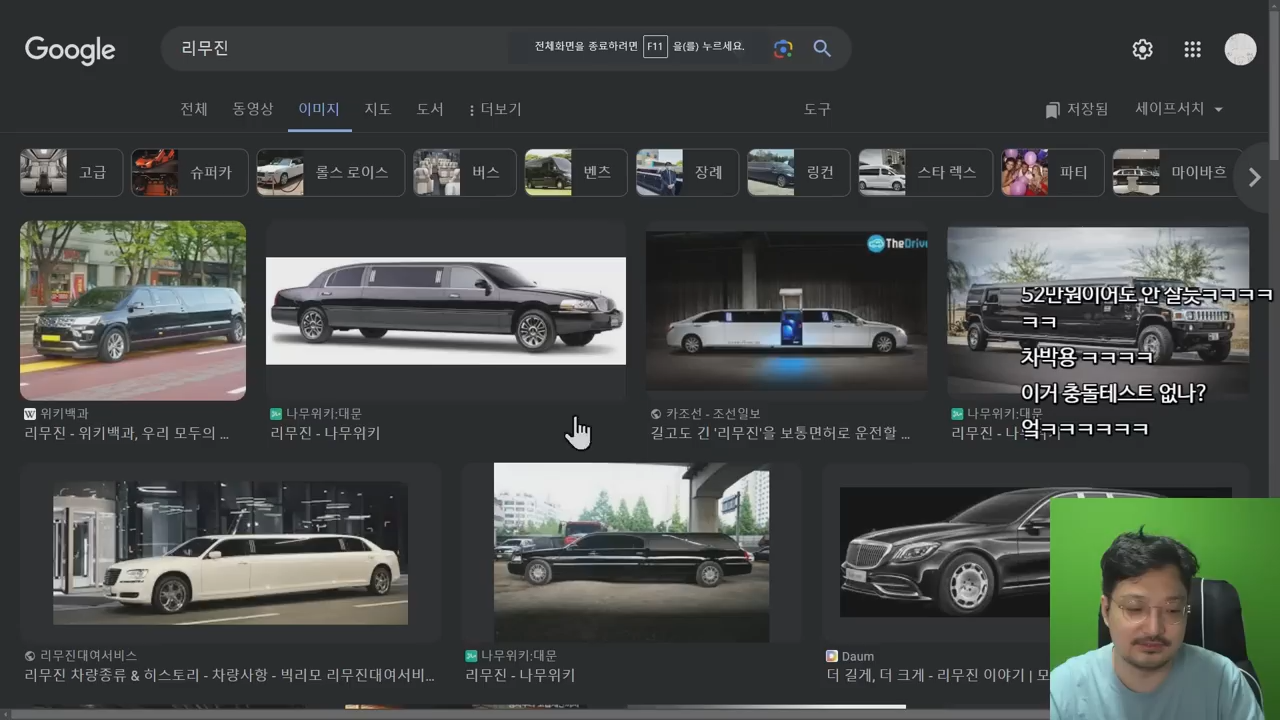 Google
리무진
전체화면을 종료하려면 F11 을(를) 누르세요.
전체 동영상 이미지 지도 도서 더보기 도구 저장됨 세이프서치
고급 슈퍼카 롤스 로이스 버스 벤츠 장례 링컨 스타 렉스 파티 마이바흐
TheDriv
52만원이어도 안 살듯ㅋㅋㅋㅋ
ㅋㅋ
차박용 ㅋㅋㅋㅋ
이거 충돌테스트 없나?
엌ㅋㅋㅋㅋㅋㅋ
위키백과
리무진 - 위키백과, 우리 모두의 ...
나무위키:대문
리무진 - 나무위키
카조선 - 조선일보
길고도 긴 '리무진'을 보통면허로 운전할 ...
나무위키:대문
리무진 - 나
리무진대여서비스
리무진 차량종류 & 히스토리 - 차량사항 - 빅리모 리무진대여서비...
나무위키:대문
리무진 - 나무위키
Daum
더 길게, 더 크게 - 리무진 이야기 | 모